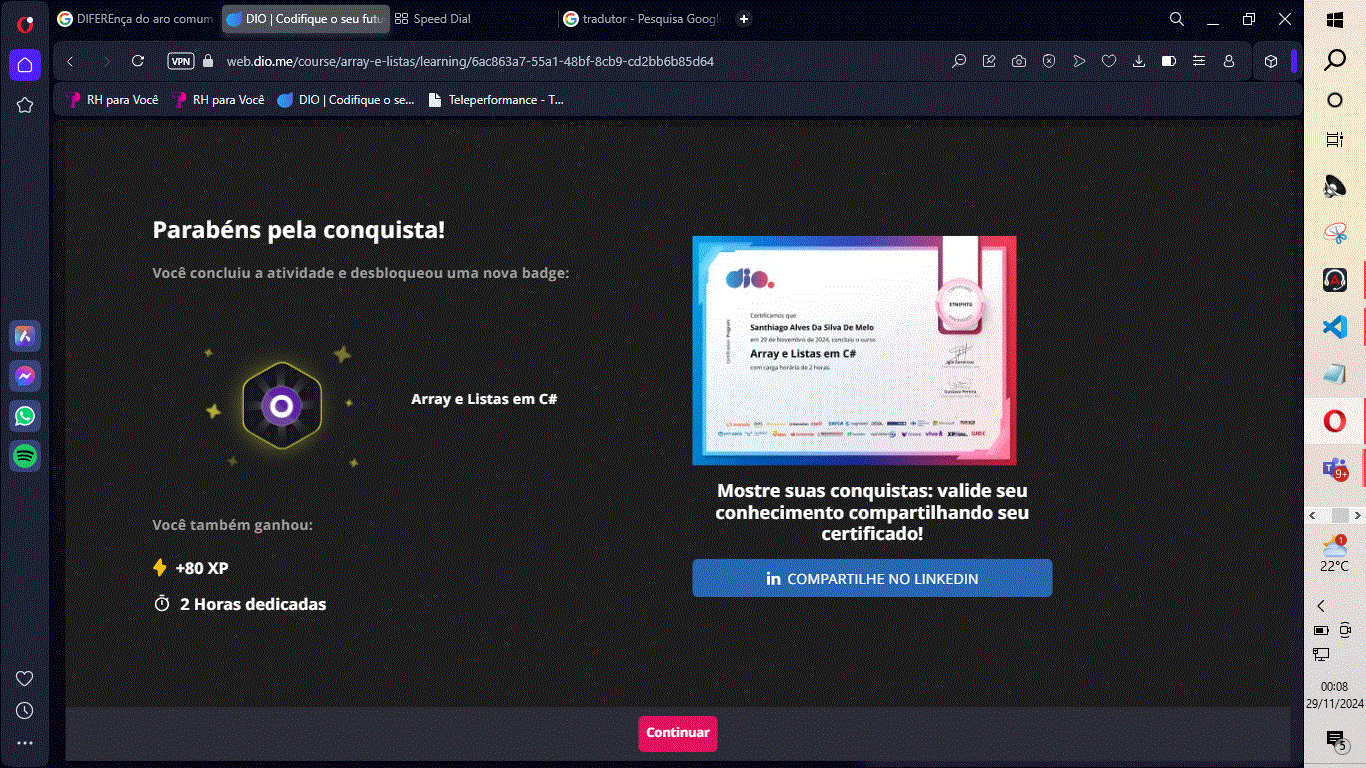 DIFERENça do aro comum
DIO | Codifique o seu futu
Speed Dial
tradutor - Pesquisa Googl
VPN
web.dio.me/course/array-e-listas/learning/6ac863a7-55a1-48bf-8cb9-cd2bb6b85d64
RH para Você
RH para Você
DIO | Codifique o se...
Teleperformance - T...
Parabéns pela conquista!
Você concluiu a atividade e desbloqueou uma nova badge:
Array e Listas em C#
Você também ganhou:
+80 XP
2 Horas dedicadas
dio.
Certificamos que
Santhiago Alves Da Silva De Melo
em 29 de Novembro de 2024, concluiu o curso
Array e Listas em C#
com carga horária de 2 horas.
Mostre suas conquistas: valide seu
conhecimento compartilhando seu
certificado!
in COMPARTILHE NO LINKEDIN
Continuar
9+
1
22°C
00:08
29/11/2024
5